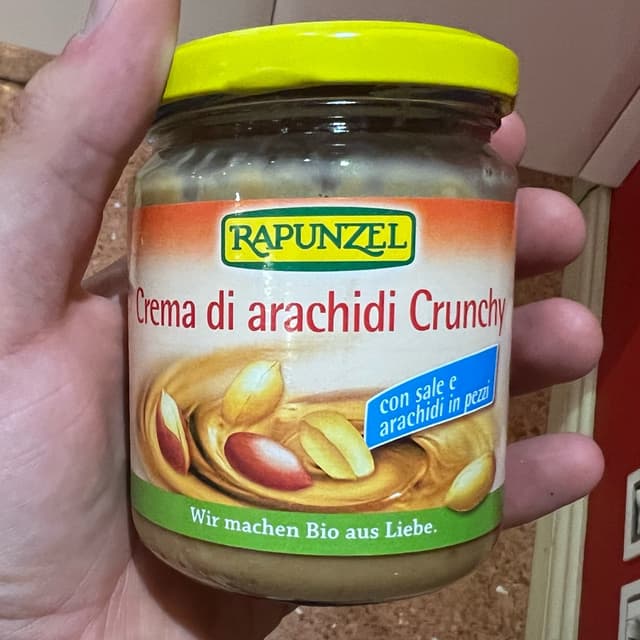 RAPUNZEL
Crema di arachidi Crunchy
con sale e
arachidi in pezzi
Wir machen Bio aus Liebe.